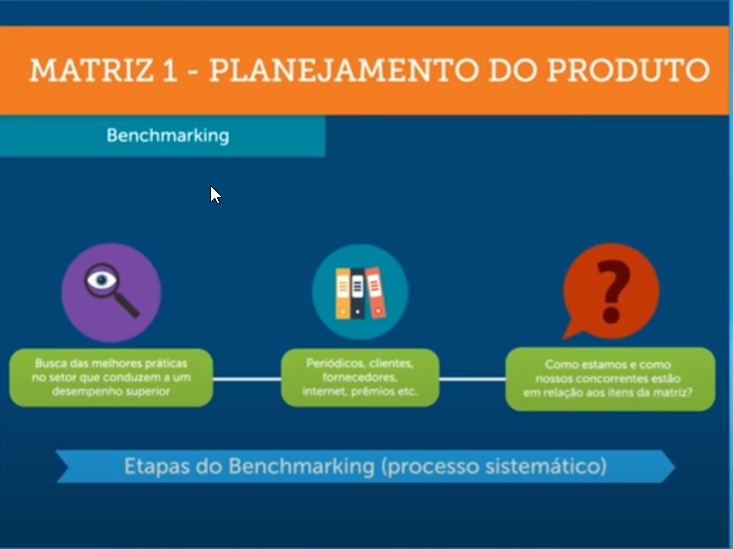 MATRIZ 1 - PLANEJAMENTO DO PRODUTO
Benchmarking
Busca das melhores práticas
no setor que conduzem a um
desempenho superior
Periódicos, clientes,
fornecedores,
internet, prêmios etc.
Como estamos e como
nossos concorrentes estão
em relação aos itens da matriz?
Etapas do Benchmarking (processo sistemático)